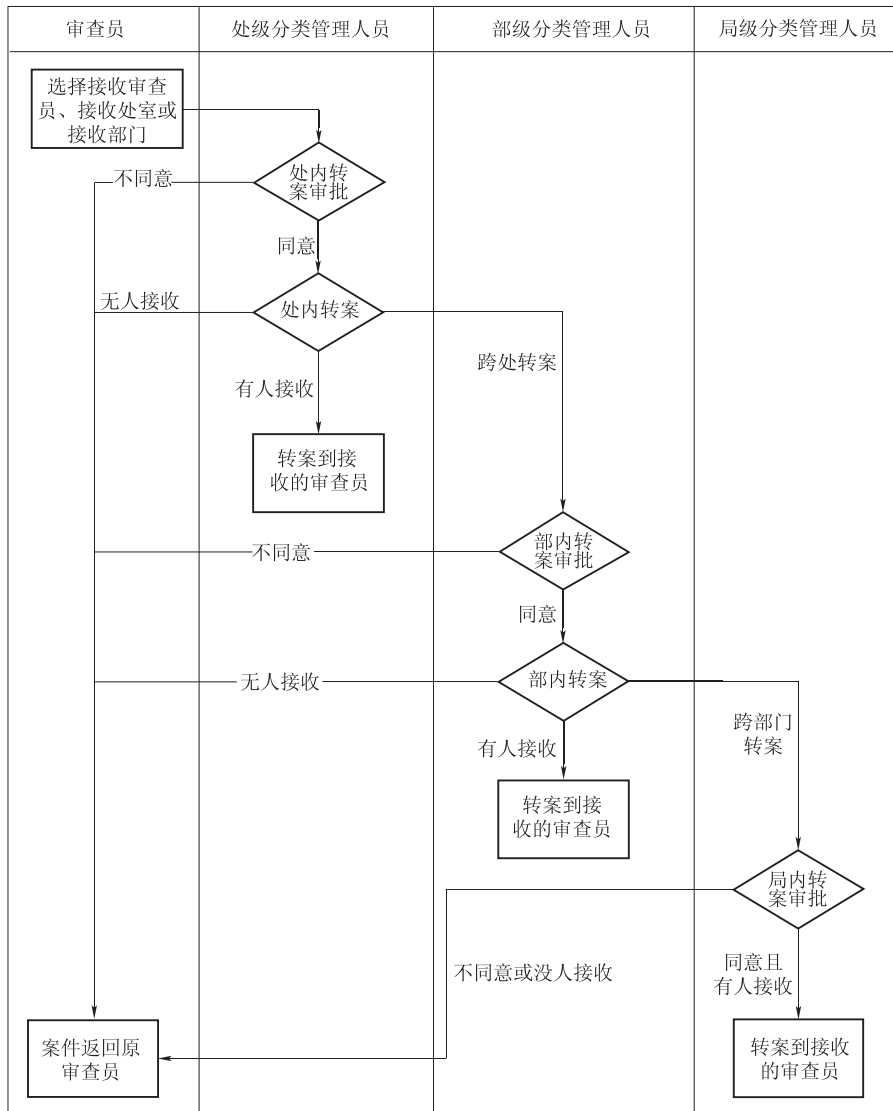 审查员
处级分类管理人员
部级分类管理人员
局级分类管理人员
选择接收审查
员、接收处室或
接收部门
处内转
案审批
不同意
同意
无人接收
处内转案
跨处转案
有人接收
转案到接
收的审查员
部内转
案审批
不同意
同意
无人接收
部内转案
跨部门
转案
有人接收
转案到接
收的审查员
局内转
案审批
不同意或没人接收
同意且
有人接收
案件返回原
审查员
转案到接收
的审查员